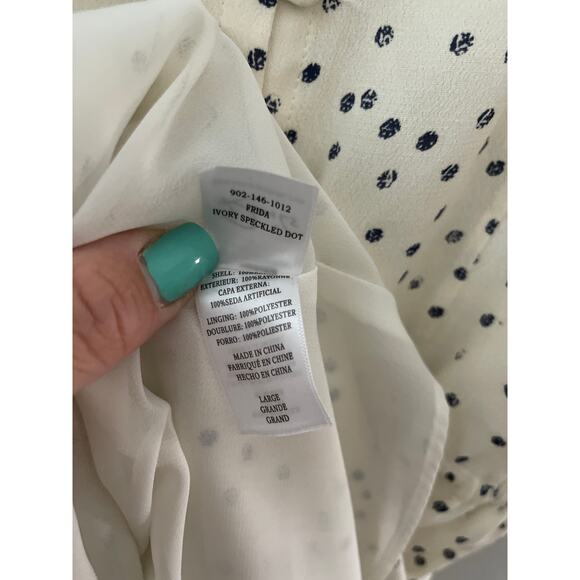 902-146-1012
FRIDA
IVORY SPECKLED DOT
SHELL:
EXTERIEUR: 100%RAYONNE
CAPA EXTERNA:
100%SEDA ARTIFICIAL
LINGING: 100%POLYESTER
DOUBLURE: 100%POLYESTER
FORRO: 100%POLIESTER
MADE IN CHINA
FABRIQUÉ EN CHINE
HECHO EN CHINA
LARGE
GRANDE
GRAND